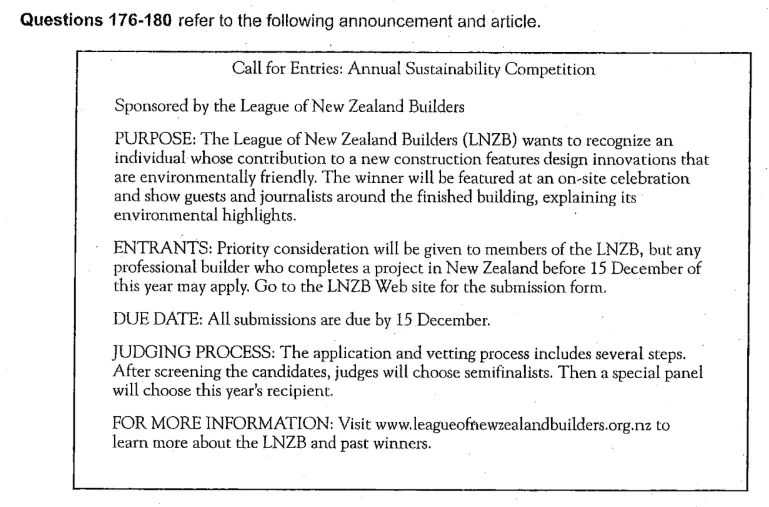 Questions 176-180 refer to the following announcement and article.
Call for Entries: Annual Sustainability Competition
Sponsored by the League of New Zealand Builders
PURPOSE: The League of New Zealand Builders (LNZB) wants to recognize an
individual whose contribution to a new construction features design innovations that
are environmentally friendly. The winner will be featured at an on-site celebration
and show guests and journalists around the finished building, explaining its
environmental highlights.
ENTRANTS: Priority consideration will be given to members of the LNZB, but any
professional builder who completes a project in New Zealand before 15 December of
this year may apply. Go to the LNZB Web site for the submission form.
DUE DATE: All submissions are due by 15 December.
JUDGING PROCESS: The application and vetting process includes several steps.
After screening the candidates, judges will choose semifinalists. Then a special panel
will choose this year's recipient.
FOR MORE INFORMATION: Visit www.leagueofnewzealandbuilders.org.nz to
learn more about the LNZB and past winners.